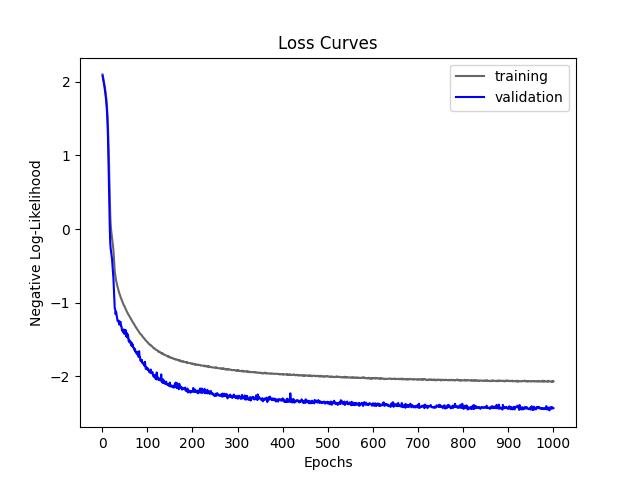 Loss Curves
training
validation
2
1
0
−1
−2
Negative Log-Likelihood
0 100 200 300 400 500 600 700 800 900 1000
Epochs